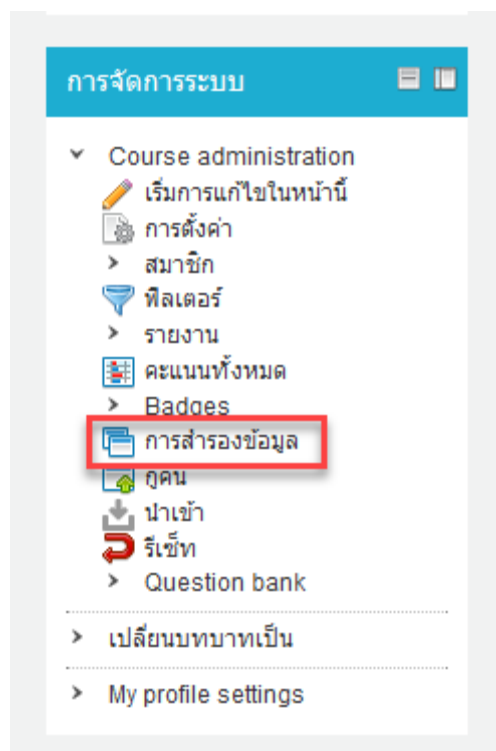 การจัดการระบบ
Course administration
เริ่มการแก้ไขในหน้านี้
การตั้งค่า
สมาชิก
ฟิลเตอร์
รายงาน
คะแนนทั้งหมด
Badges
การสำรองข้อมูล
กู้คืน
นำเข้า
รีเซ็ท
Question bank
เปลี่ยนบทบาทเป็น
My profile settings